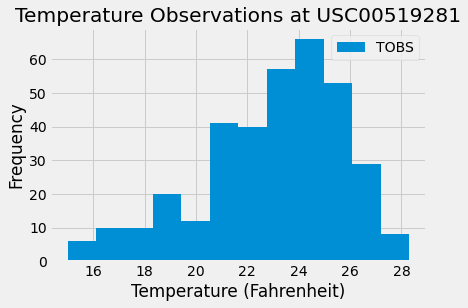 Temperature Observations at USC00519281
TOBS
Frequency
60
50
40
30
20
10
0
16 18 20 22 24 26 28
Temperature (Fahrenheit)